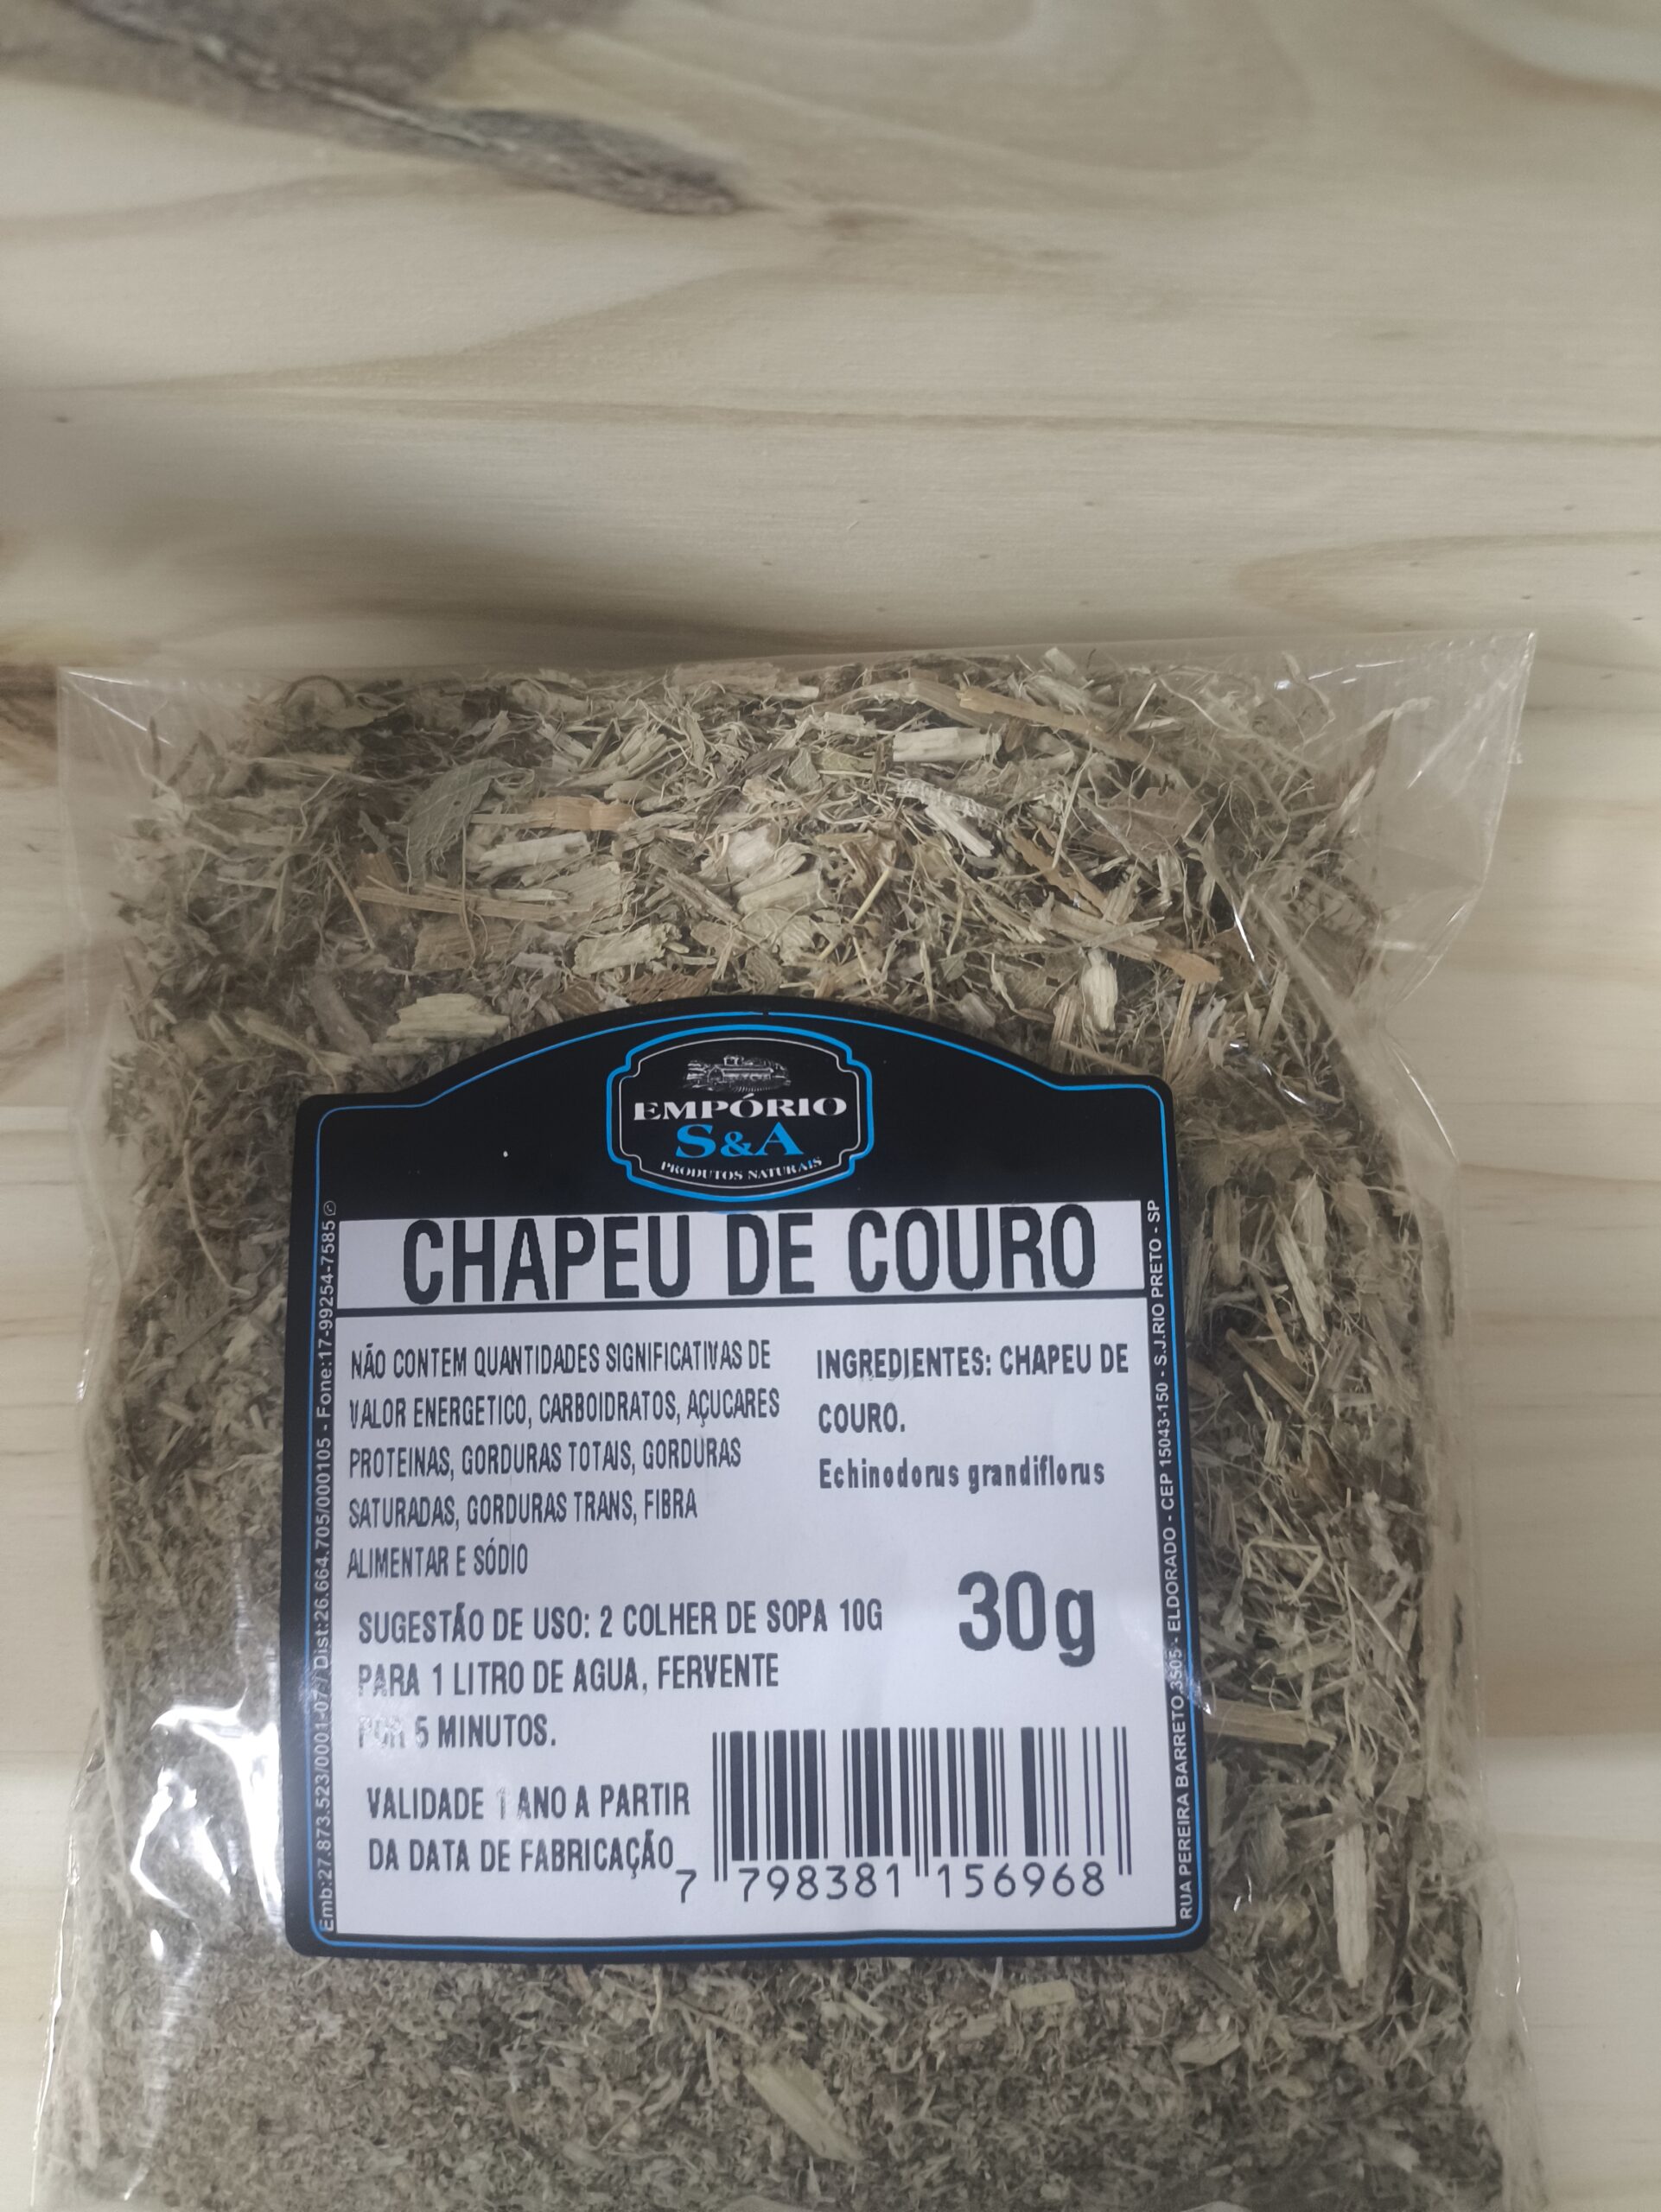 EMPÓRIO
S&A
PRODUTOS NATURAIS
CHAPEU DE COURO
NÃO CONTEM QUANTIDADES SIGNIFICATIVAS DE
VALOR ENERGETICO, CARBOIDRATOS, AÇUCARES
PROTEINAS, GORDURAS TOTAIS, GORDURAS
SATURADAS, GORDURAS TRANS, FIBRA
ALIMENTAR E SÓDIO
INGREDIENTES: CHAPEU DE
COURO.
Echinodorus grandiflorus
30g
SUGESTÃO DE USO: 2 COLHER DE SOPA 10G
PARA 1 LITRO DE AGUA, FERVENTE
POR 5 MINUTOS.
VALIDADE 1 ANO A PARTIR
DA DATA DE FABRICAÇÃO
7 798381 156968
Emb:27.873.523/0001-07 / Dist:26.664.705/000105 - Fone:17-99254-7585
RUA PEREIRA BARRETO 3505 - ELDORADO - CEP 15043-150 - S.J.RIO PRETO - SP